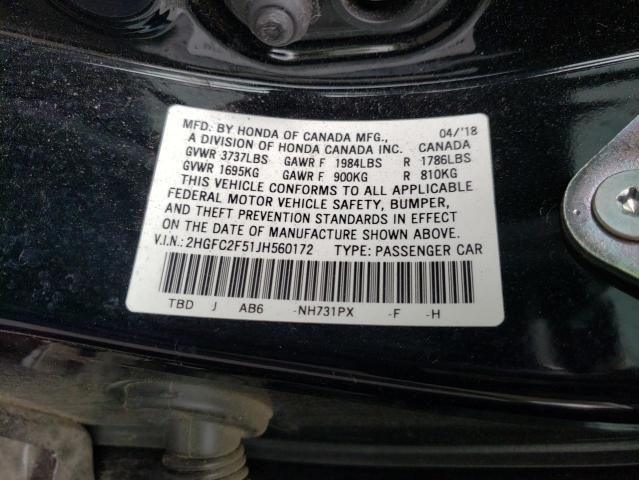 MFD. BY HONDA OF CANADA MFG., 04/'18
A DIVISION OF HONDA CANADA INC. CANADA
GVWR 3737LBS GAWR F 1984LBS R 1786LBS
GVWR 1695KG GAWR F 900KG R 810KG
THIS VEHICLE CONFORMS TO ALL APPLICABLE
FEDERAL MOTOR VEHICLE SAFETY, BUMPER,
AND THEFT PREVENTION STANDARDS IN EFFECT
ON THE DATE OF MANUFACTURE SHOWN ABOVE.
V.I.N.: 2HGFC2F51JH560172 TYPE: PASSENGER CAR
TBD J AB6 -NH731PX -F -H